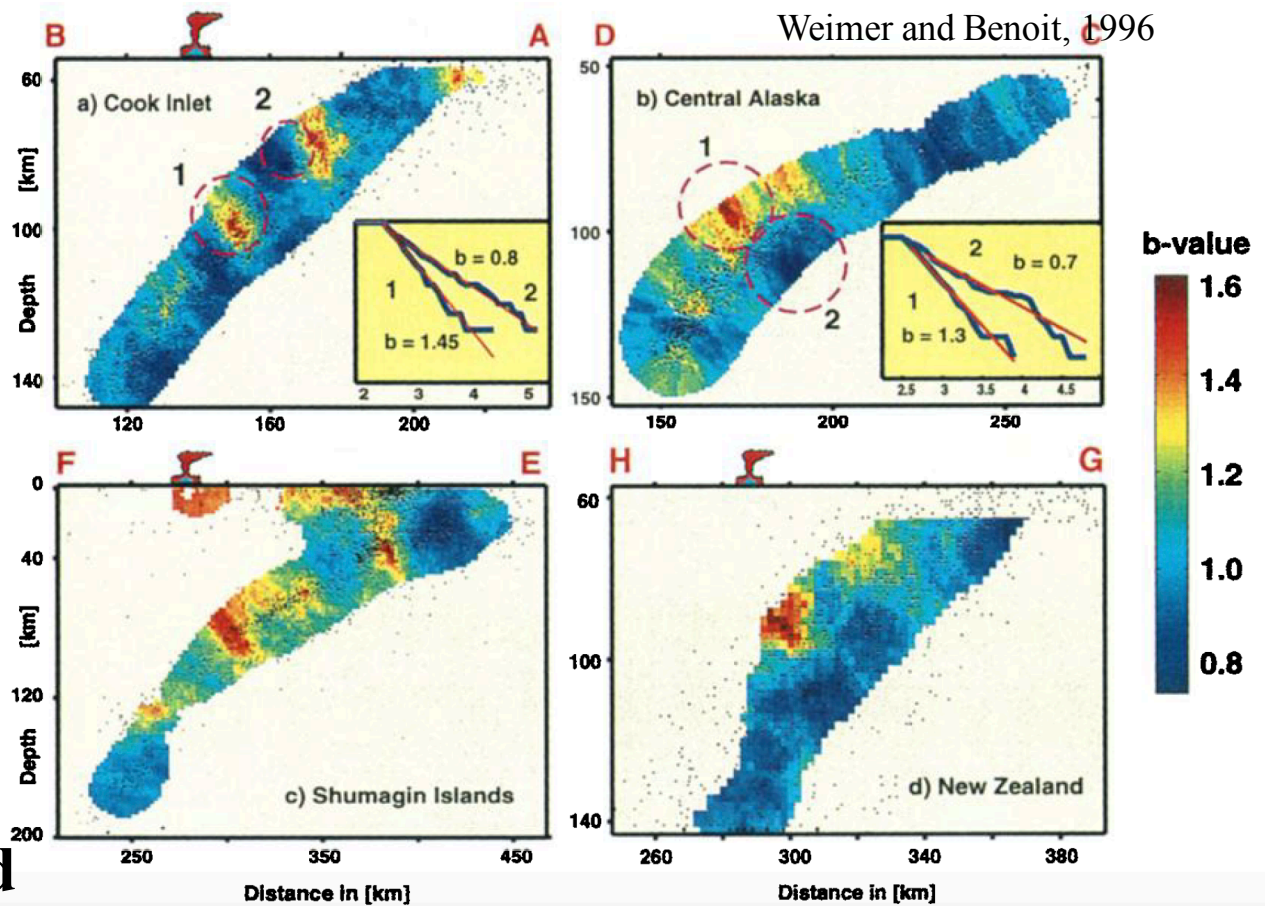 Weimer and Benoit, 1996
B
A
D
C
a) Cook Inlet
b) Central Alaska
1
2
1
2
60
100
140
Depth [km]
120
160
200
50
100
150
150
200
250
b = 0.8
1
2
b = 1.45
2
3
4
5
2
b = 0.7
1
b = 1.3
2.5
3
3.5
4
4.5
b-value
1.6
1.4
1.2
1.0
0.8
F
E
H
G
c) Shumagin Islands
d) New Zealand
0
40
120
200
Depth [km]
250
350
450
60
100
140
260
300
340
380
d
Distance in [km]
Distance in [km]